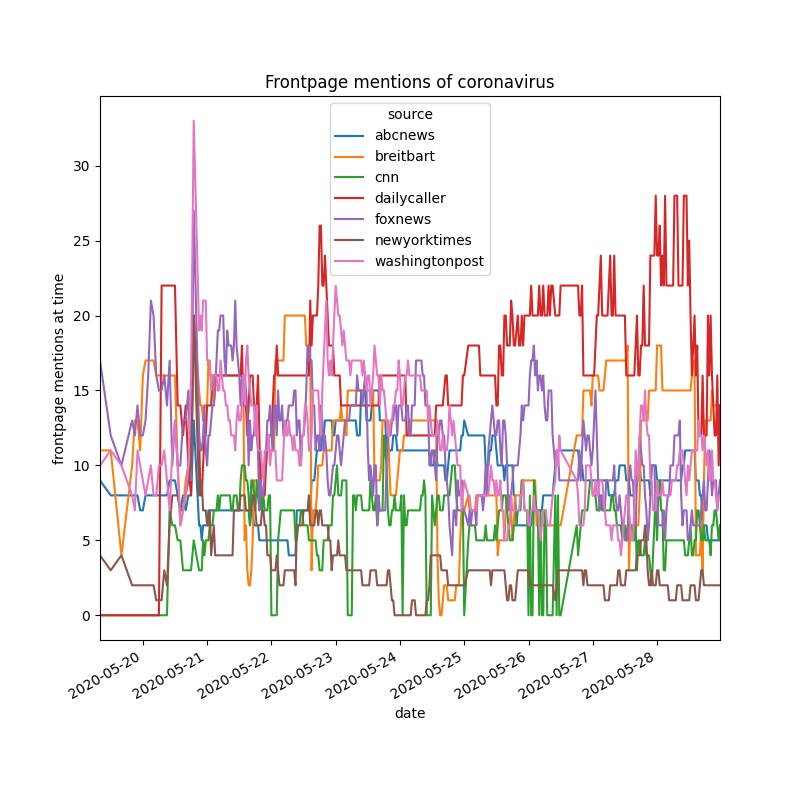 Frontpage mentions of coronavirus
source
abcnews
breitbart
cnn
dailycaller
foxnews
newyorktimes
washingtonpost
frontpage mentions at time
30
25
20
15
10
5
0
2020-05-20
2020-05-21
2020-05-22
2020-05-23
2020-05-24
2020-05-25
2020-05-26
2020-05-27
2020-05-28
date